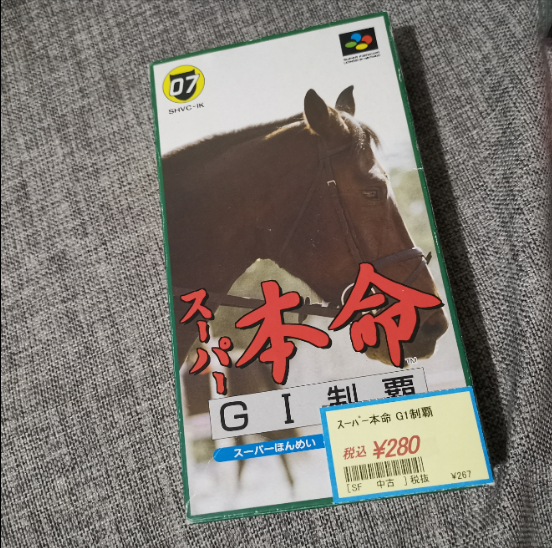 07
SHVC-IK
スーパー本命
TM
GI制覇
スーパーほんめい
スーパー本命 GI制覇
税込 ¥280
[SF 中古 ]税抜 ¥267